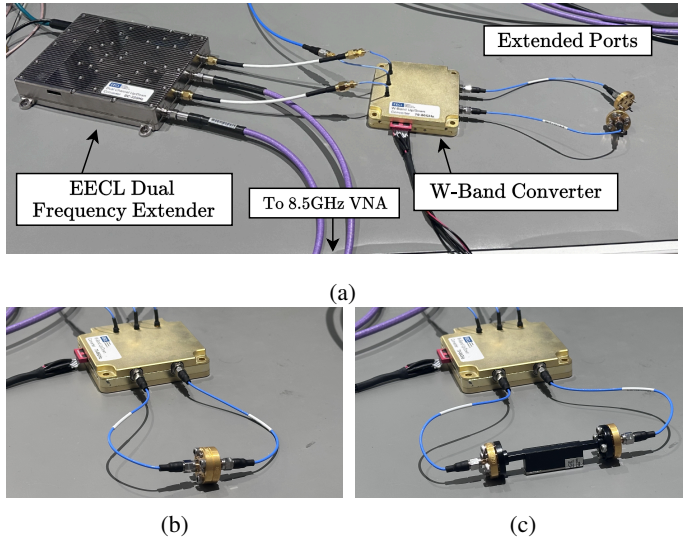 Extended Ports
EECL Dual
Frequency Extender
To 8.5GHz VNA
W-Band Converter
(a)
(b)
(c)